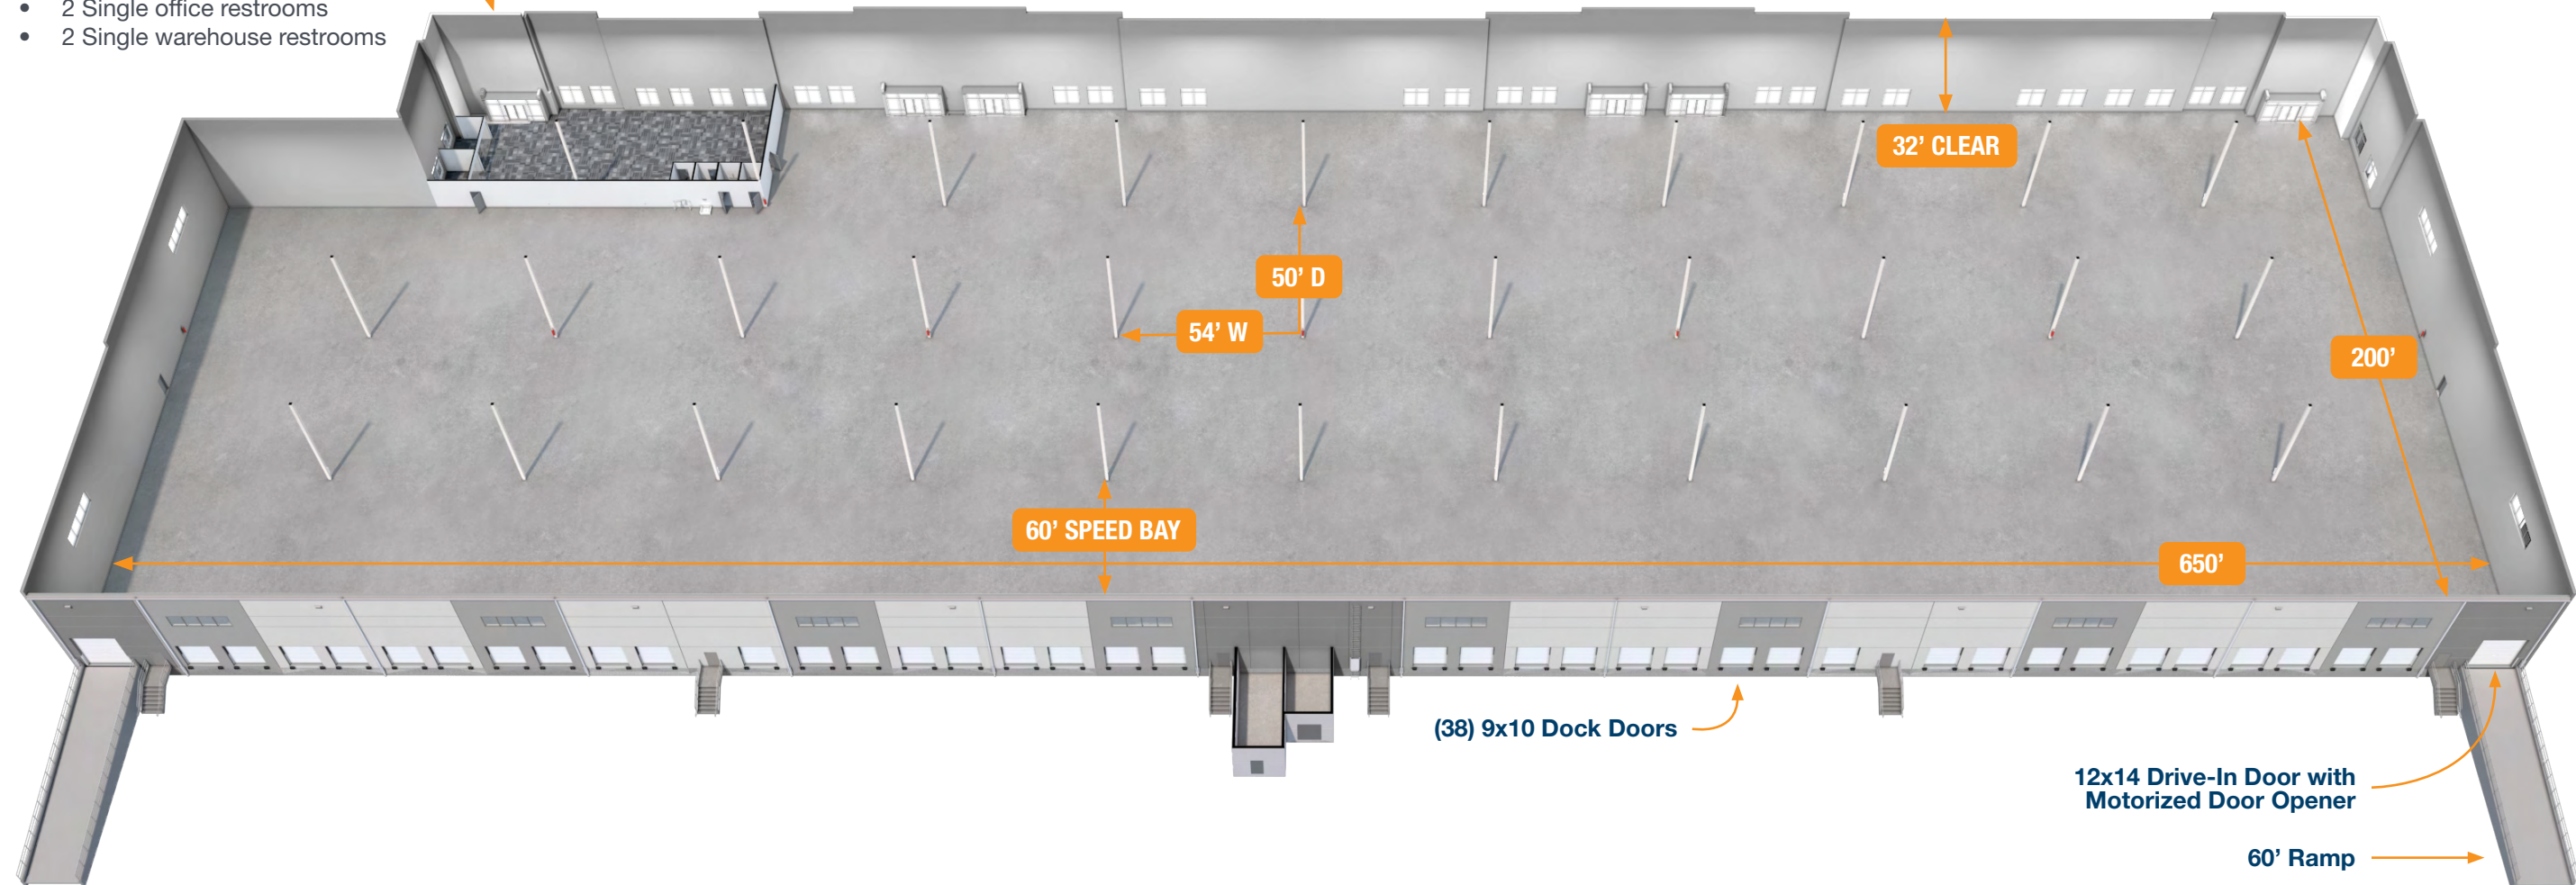 • 2 Single office restrooms
• 2 Single warehouse restrooms
32’ CLEAR
50’ D
54’ W
200’
60’ SPEED BAY
650’
(38) 9x10 Dock Doors
12x14 Drive-In Door with
Motorized Door Opener
60’ Ramp